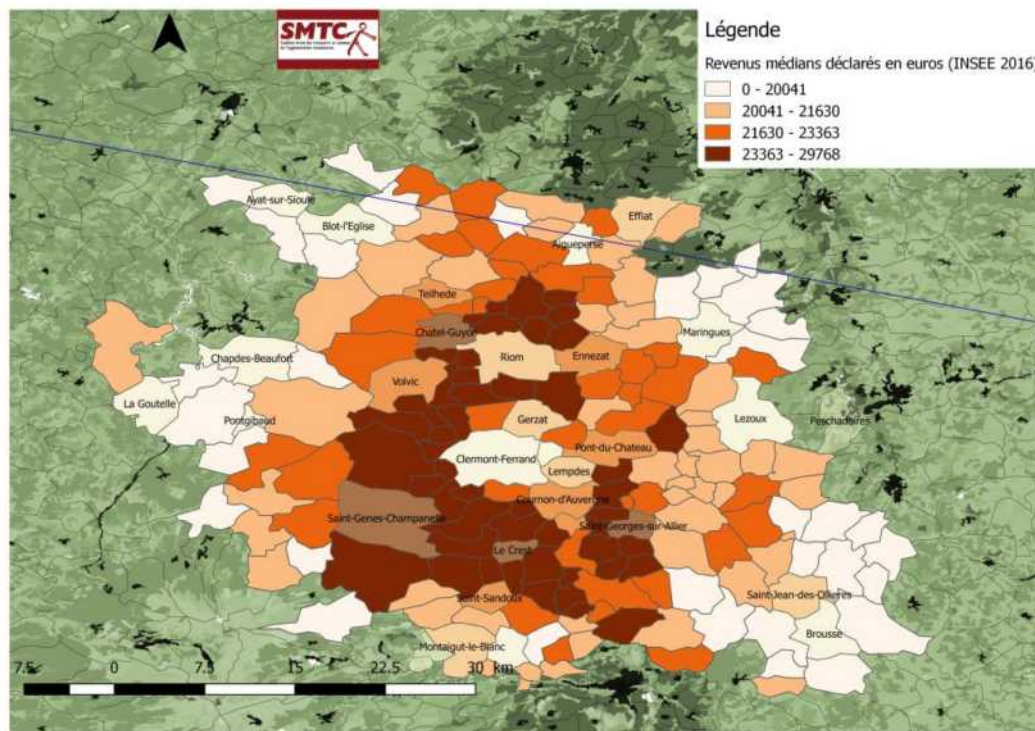 SMTC
Légende
Revenus médians déclarés en euros (INSEE 2016)
0 - 20041
20041 - 21630
21630 - 23363
23363 - 29768
Ayat-sur-Sioule
Effiat
Blot-l'Eglise
Aigueperse
Teilhede
Chatel-Guyon
Maringues
Chapdes-Beaufort
Riom
Ennezat
Volvic
La Goutelle
Pontgibaud
Gerzat
Lezoux
Peschadoires
Pont-du-Chateau
Clermont-Ferrand
Lempdes
Cournon-d'Auvergne
Saint-Genes-Champanelle
Saint-Georges-sur-Allier
Le Crest
Saint-Sandoux
Saint-Jean-des-Ollieres
Brousse
Montaigut-le-Blanc
7.5 0 7.5 15 22.5 30 km